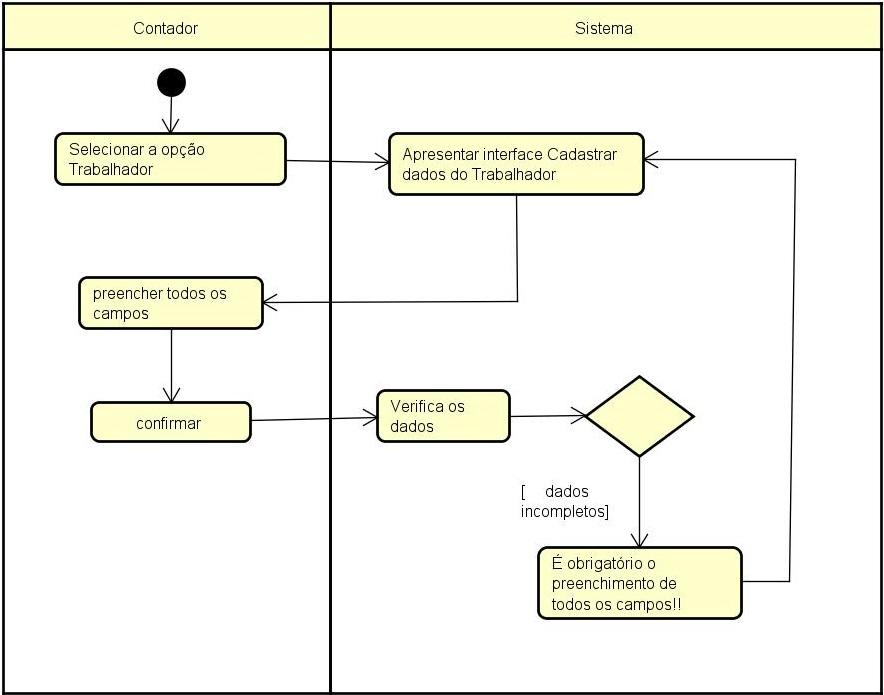 Contador
Sistema
Selecionar a opção
Trabalhador
Apresentar interface Cadastrar
dados do Trabalhador
preencher todos os
campos
confirmar
Verifica os
dados
[ dados
incompletos]
É obrigatório o
preenchimento de
todos os campos!!